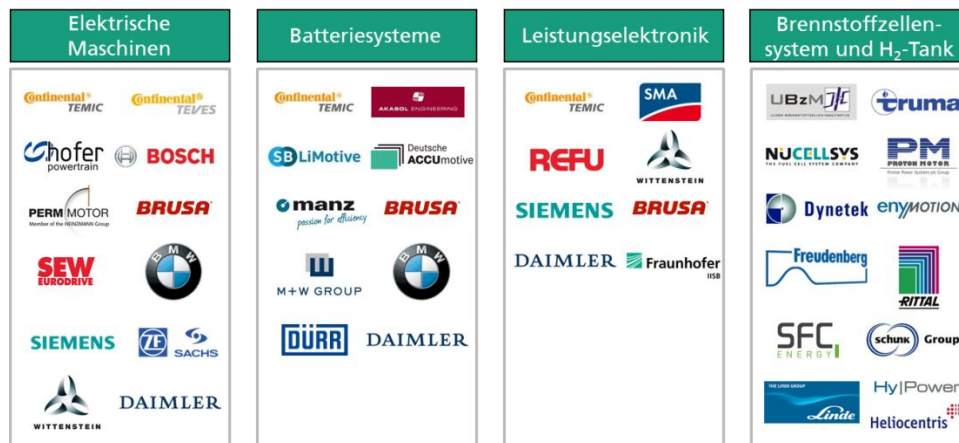 Elektrische
Maschinen
Continental®
TEMIC
Continental®
TEVES
hofer
powertrain
BOSCH
PERM MOTOR
Member of the HEINZMANN Group
BRUSA
SEW
EURODRIVE
BMW
SIEMENS
ZF
SACHS
WITTENSTEIN
DAIMLER
Batteriesysteme
Continental®
TEMIC
AKASOL ENGINEERING
SB LiMotive
Deutsche
ACCUmotive
manz
passion for efficiency
BRUSA
M+W GROUP
BMW
DÜRR
DAIMLER
Leistungselektronik
Continental®
TEMIC
SMA
REFU
WITTENSTEIN
SIEMENS
BRUSA
DAIMLER
Fraunhofer
IISB
Brennstoffzellen-
system und H₂-Tank
UBzM
ULMER BRENNSTOFFZELLEN-MANUFAKTUR
truma
NUCELLSYS
THE FUEL CELL SYSTEM COMPANY
PM
PROTON MOTOR
Dynetek
enyMOTION
Freudenberg
RITTAL
SFC
ENERGY
schunk Group
THE LINDE GROUP
Linde
Hy|Power
Heliocentris